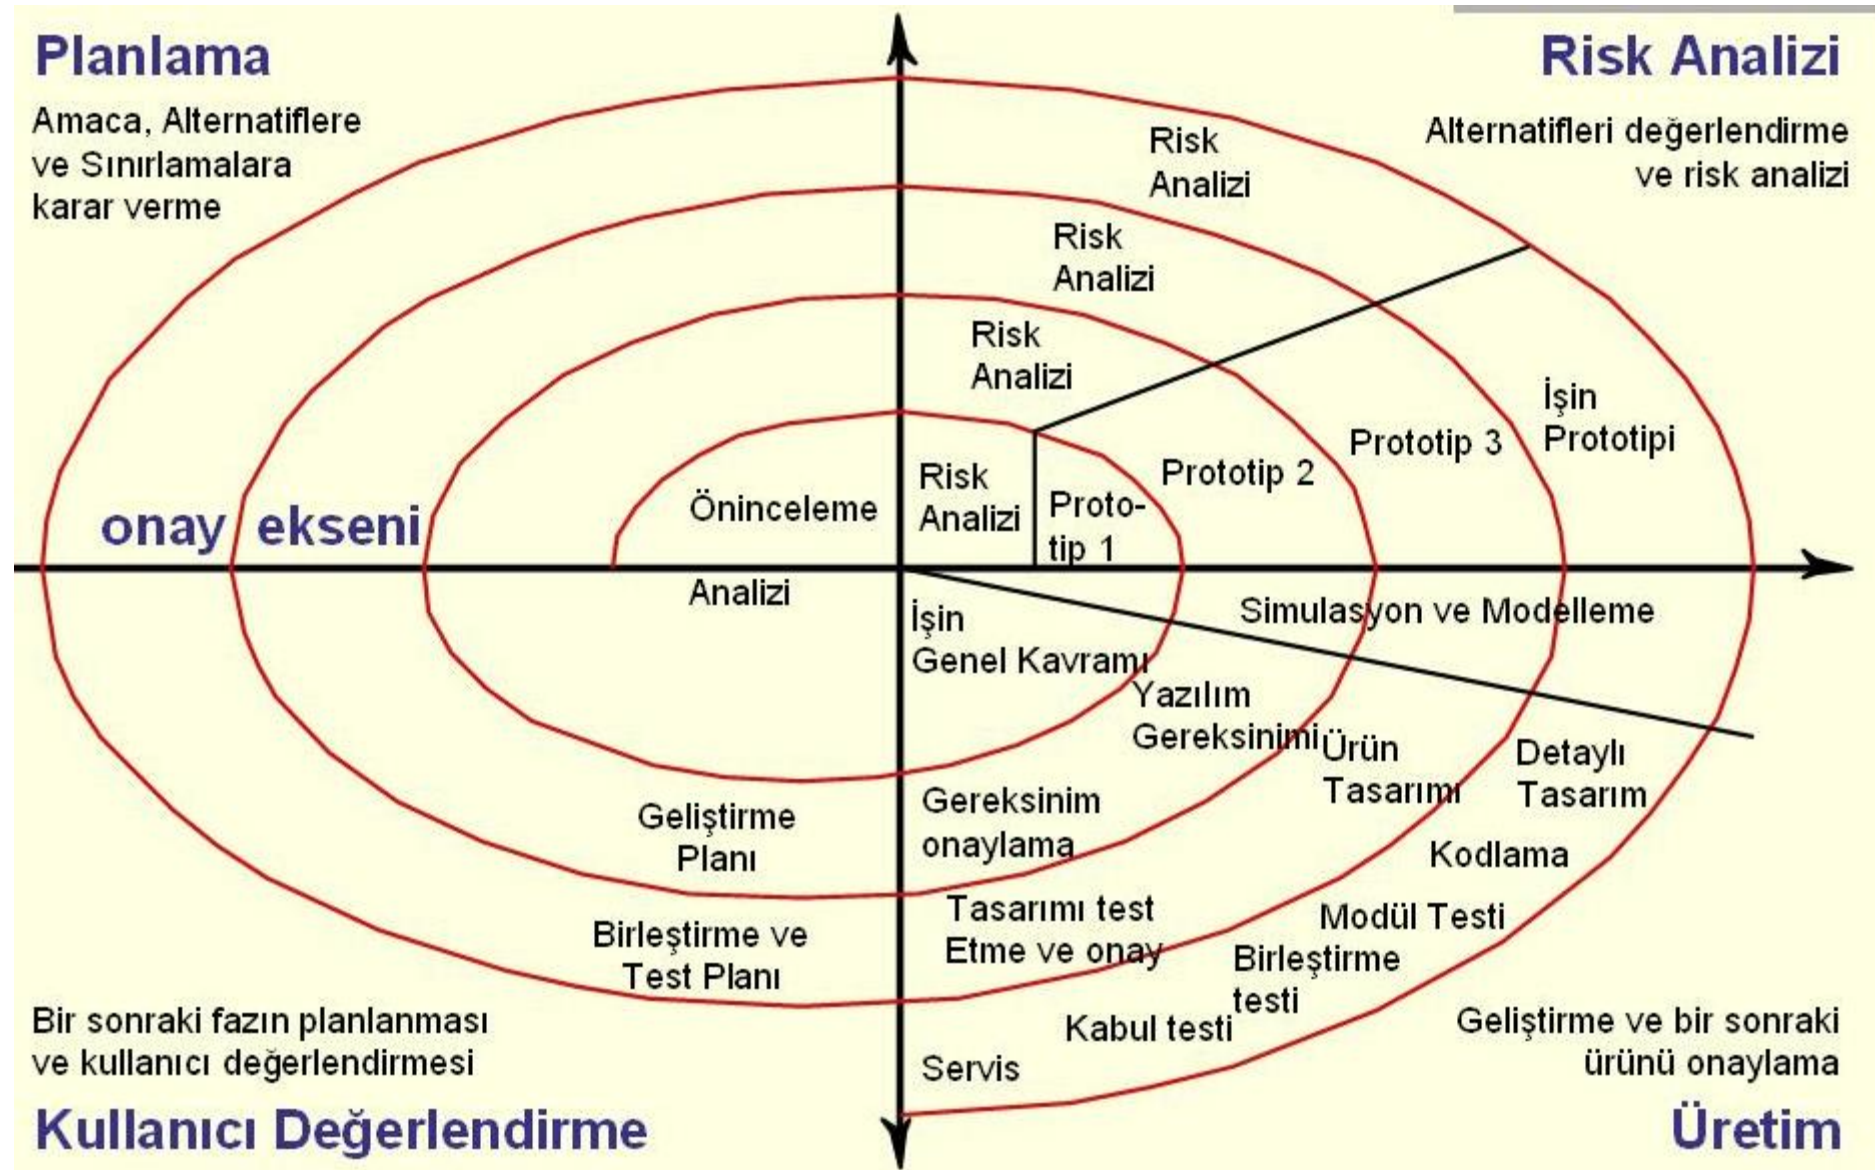 Planlama
Amaca, Alternatiflere
ve Sınırlamalara
karar verme
Risk Analizi
Alternatifleri değerlendirme
ve risk analizi
Risk
Analizi
Risk
Analizi
Risk
Analizi
Risk
Analizi
Proto-
tip 1
Prototip 2
Prototip 3
İşin
Prototipi
onay ekseni
Öninceleme
Analizi
İşin
Genel Kavramı
Simulasyon ve Modelleme
Yazılım
Gereksinimi
Ürün
Tasarımı
Detaylı
Tasarım
Gereksinim
onaylama
Kodlama
Tasarımı test
Etme ve onay
Modül Testi
Birleştirme
testi
Kabul testi
Servis
Geliştirme
Planı
Birleştirme ve
Test Planı
Bir sonraki fazın planlanması
ve kullanıcı değerlendirmesi
Kullanıcı Değerlendirme
Geliştirme ve bir sonraki
ürünü onaylama
Üretim